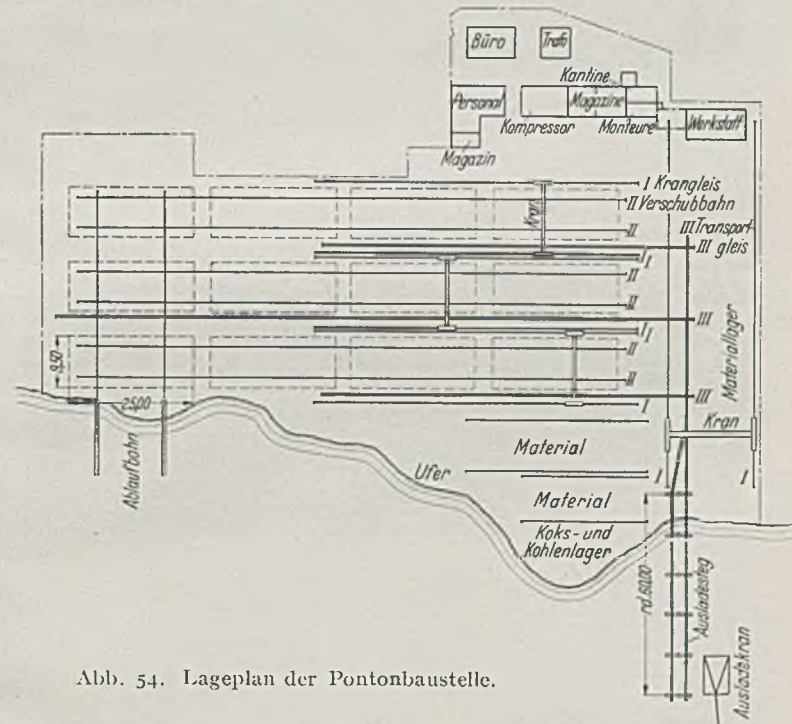 Büro
Trafo
Kantine
Personal
Magazine
Werkstatt
Kompressor
Monteure
Magazin
I Krangleis
Kran
II Verschubbahn
III Transport-
gleis
II
III
I
II
II
Materiallager
III
I
I
II
9,50
II
III
25,00
I
Kran
Ablaufbahn
Material
Ufer
I
I
Material
Koks- und
Kohlenlager
rd.60,00
Ausladesteg
Ausladekran
Abb. 54. Lageplan der Pontonbaustelle.